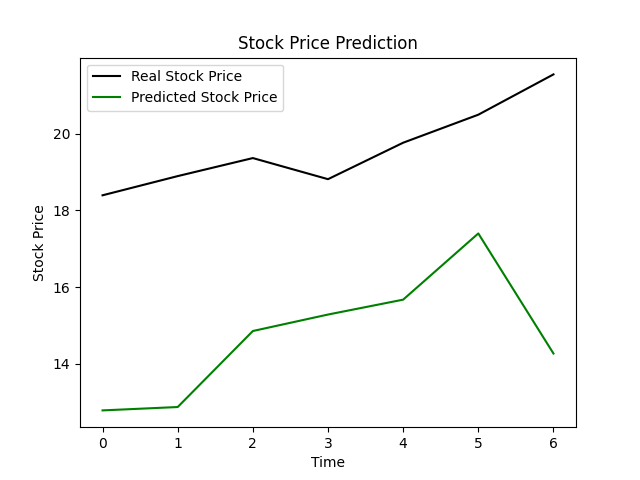 Stock Price Prediction
Real Stock Price
Predicted Stock Price
Stock Price
20
18
16
14
0 1 2 3 4 5 6
Time